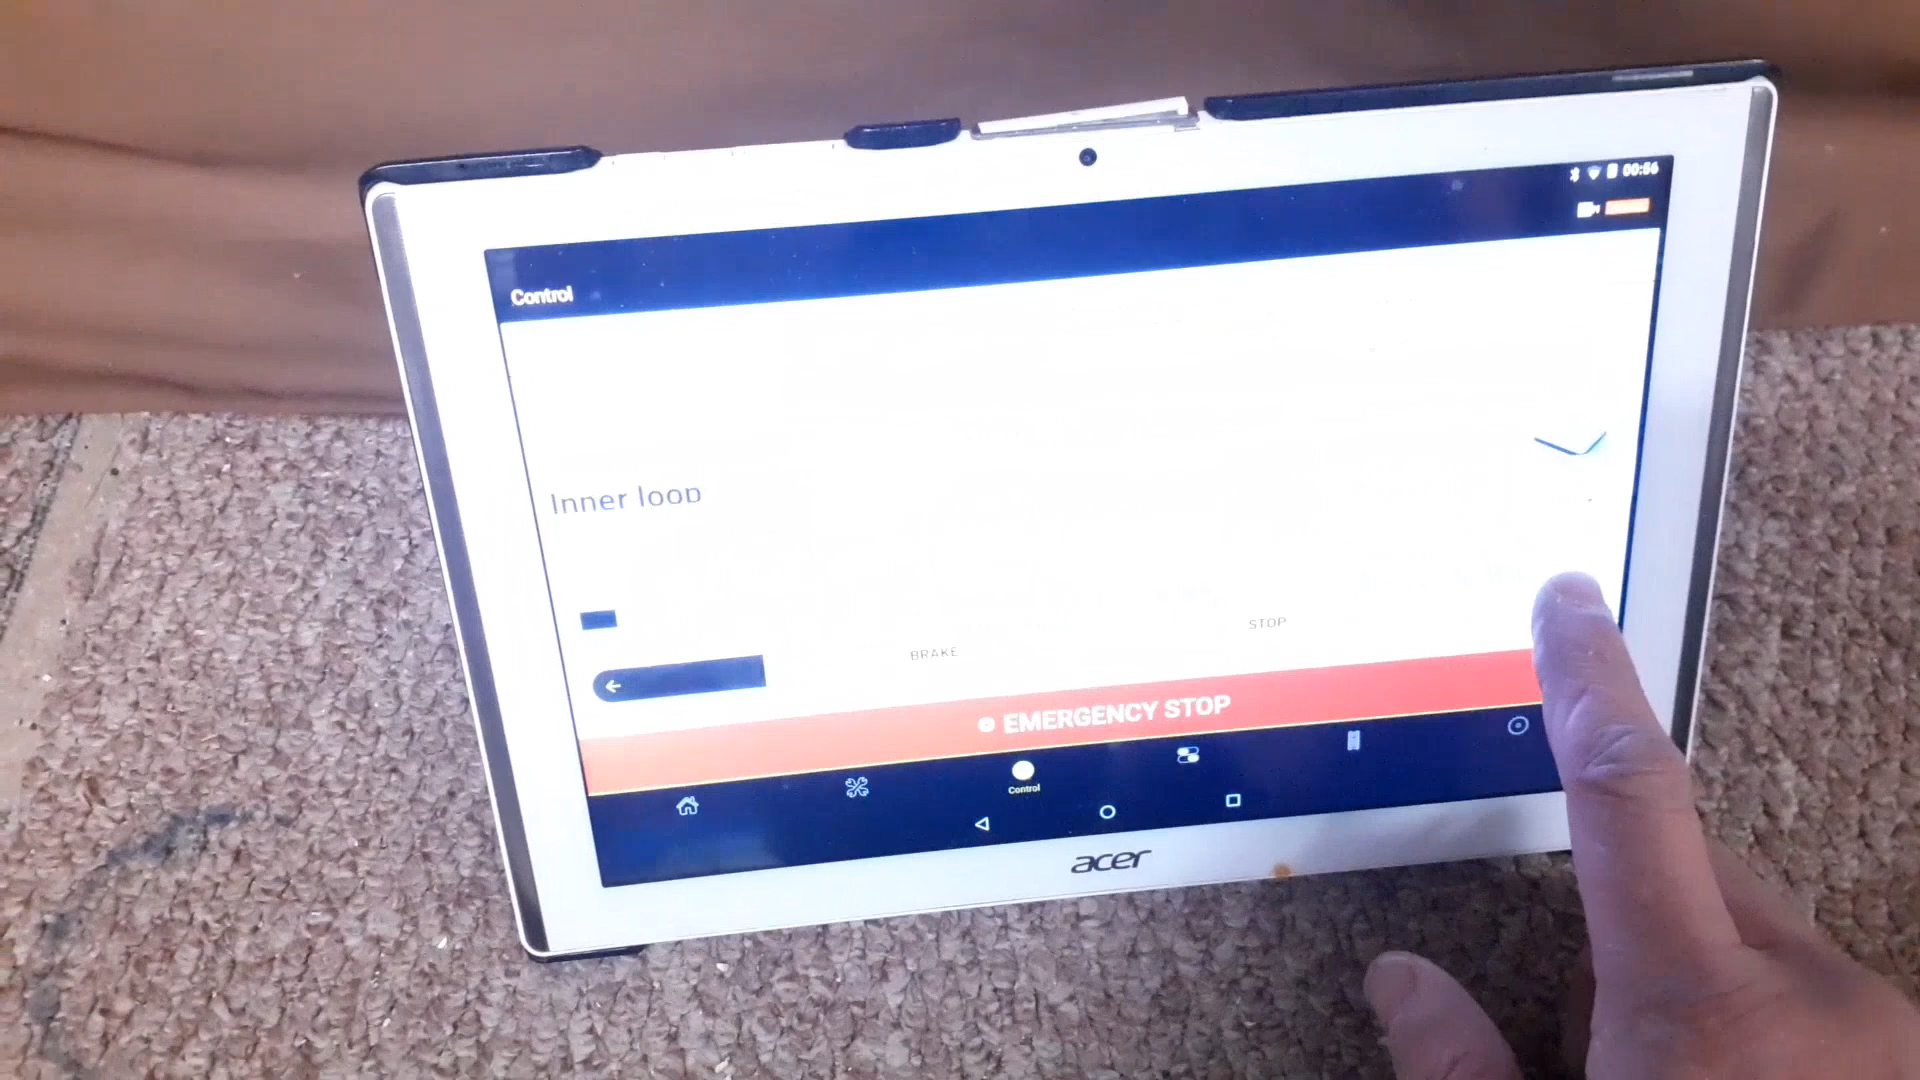 00:56
Control
Inner loop
STOP
BRAKE
EMERGENCY STOP
Control
acer